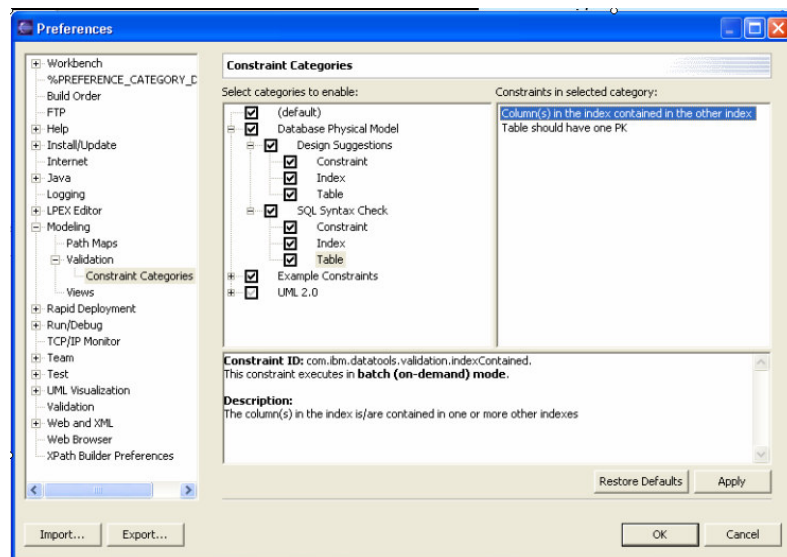 Preferences
Workbench
%PREFERENCE_CATEGORY_D
Build Order
FTP
Help
Install/Update
Internet
Java
Logging
LPEX Editor
Modeling
Path Maps
Validation
Constraint Categories
Views
Rapid Deployment
Run/Debug
TCP/IP Monitor
Team
Test
UML Visualization
Validation
Web and XML
Web Browser
XPath Builder Preferences
Constraint Categories
Select categories to enable:
(default)
Database Physical Model
Design Suggestions
Constraint
Index
Table
SQL Syntax Check
Constraint
Index
Table
Example Constraints
UML 2.0
Constraints in selected category:
Column(s) in the index contained in the other index
Table should have one PK
Constraint ID: com.ibm.datatools.validation.indexContained.
This constraint executes in batch (on-demand) mode.
Description:
The column(s) in the index is/are contained in one or more other indexes
Restore Defaults
Apply
Import...
Export...
OK
Cancel